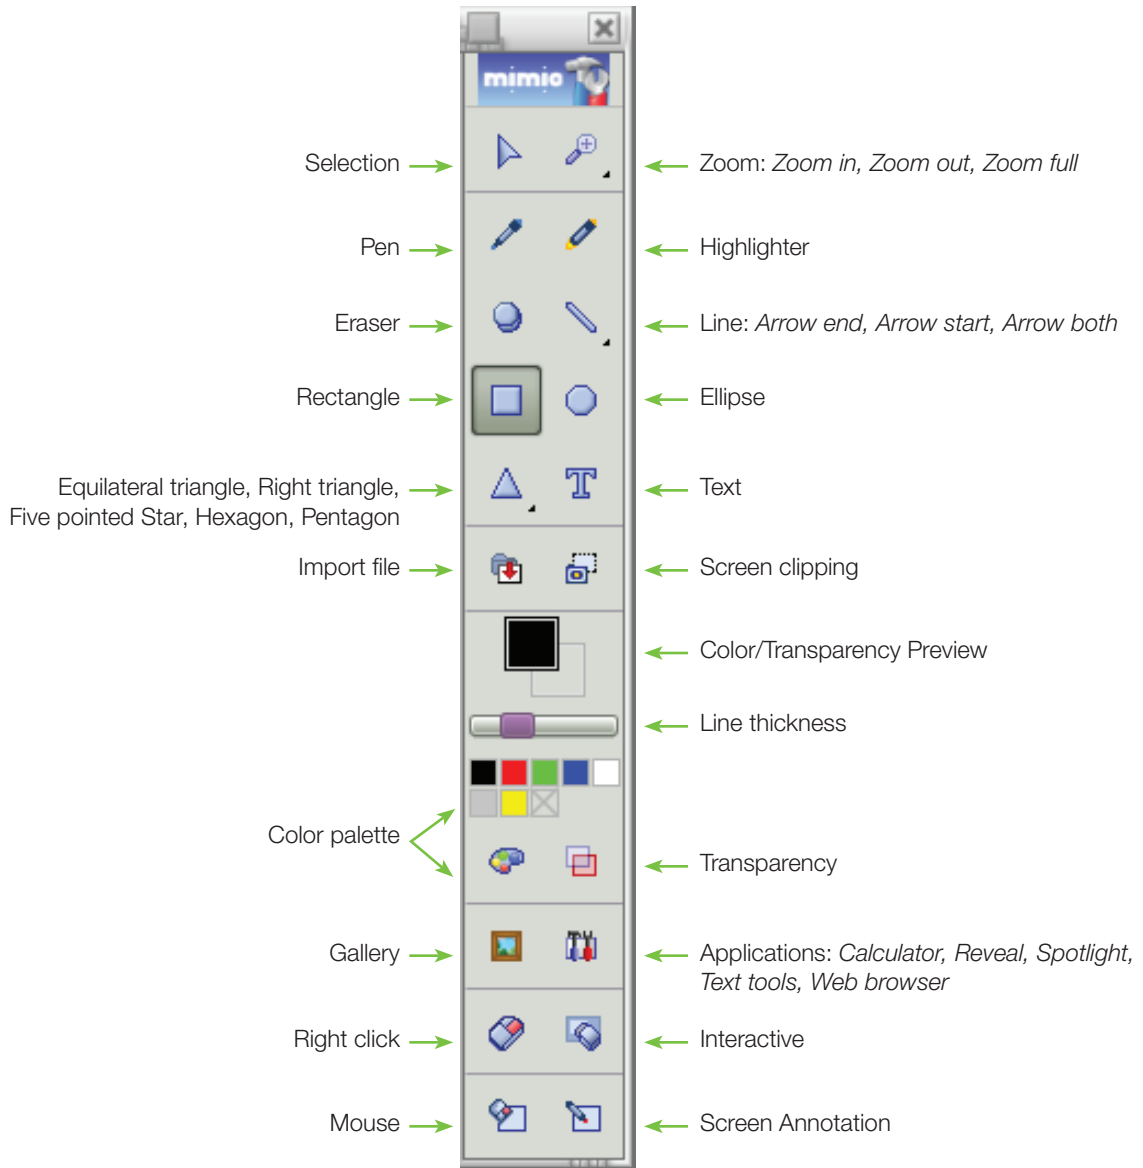 mimio
Selection
Zoom: Zoom in, Zoom out, Zoom full
Pen
Highlighter
Eraser
Line: Arrow end, Arrow start, Arrow both
Rectangle
Ellipse
Equilateral triangle, Right triangle,
Five pointed Star, Hexagon, Pentagon
T
Text
Import file
Screen clipping
Color/Transparency Preview
Line thickness
Color palette
Transparency
Gallery
Applications: Calculator, Reveal, Spotlight,
Text tools, Web browser
Right click
Interactive
Mouse
Screen Annotation